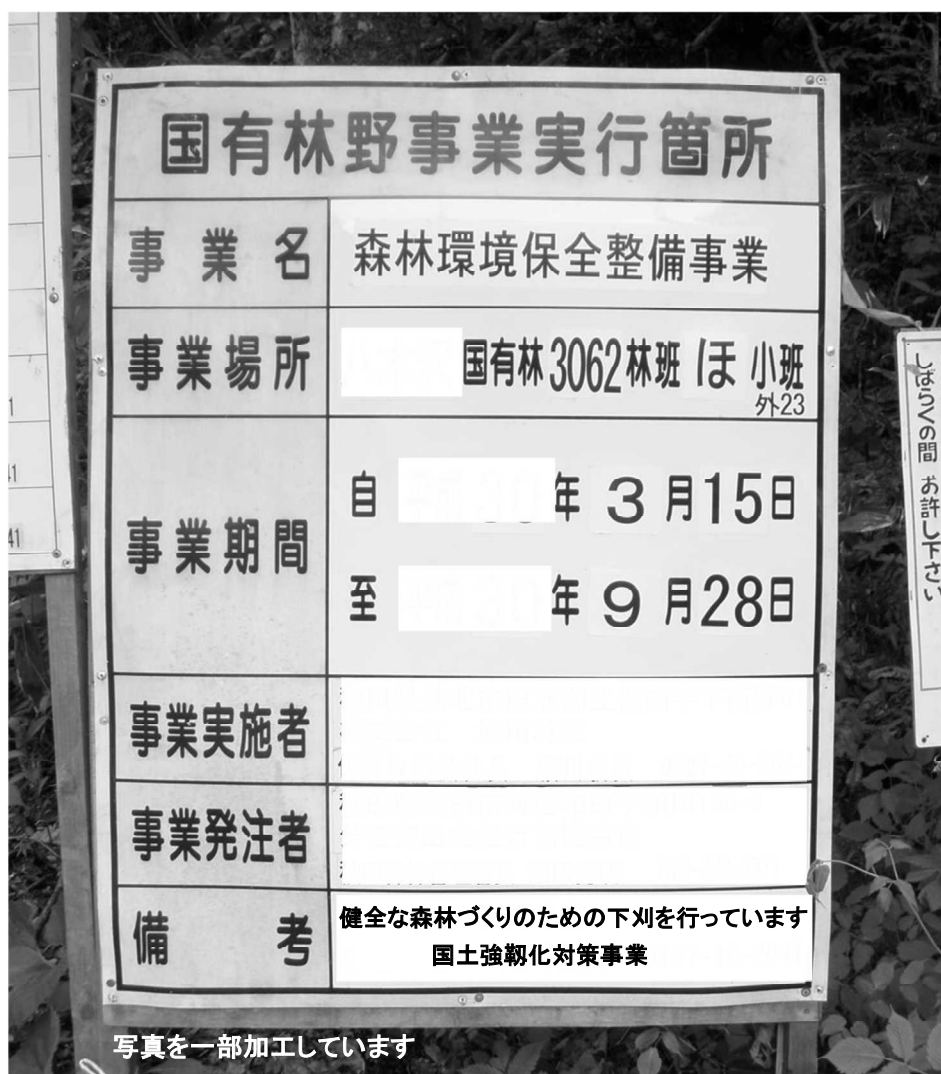 国有林野事業実行箇所
事業名 森林環境保全整備事業
事業場所 国有林3062林班 ほ 小班
外23
事業期間
自 年 3 月15日
至 年 9 月28日
事業実施者
事業発注者
備考
健全な森林づくりのための下刈を行っています
国土強靱化対策事業
しばらくの間 お許し下さい
1
41
41
写真を一部加工しています